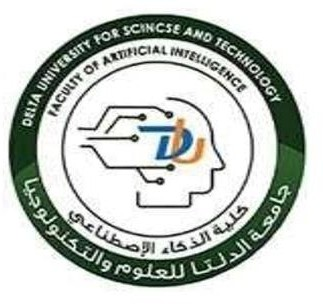 DELTA UNIVERSITY FOR SCINCSE AND TECHNOLOGY
FACULTY OF ARTIFICIAL INTELLIGENCE
DU
كلية الذكاء الإصطناعي
جامعة الدلتا للعلوم والتكنولوجيا